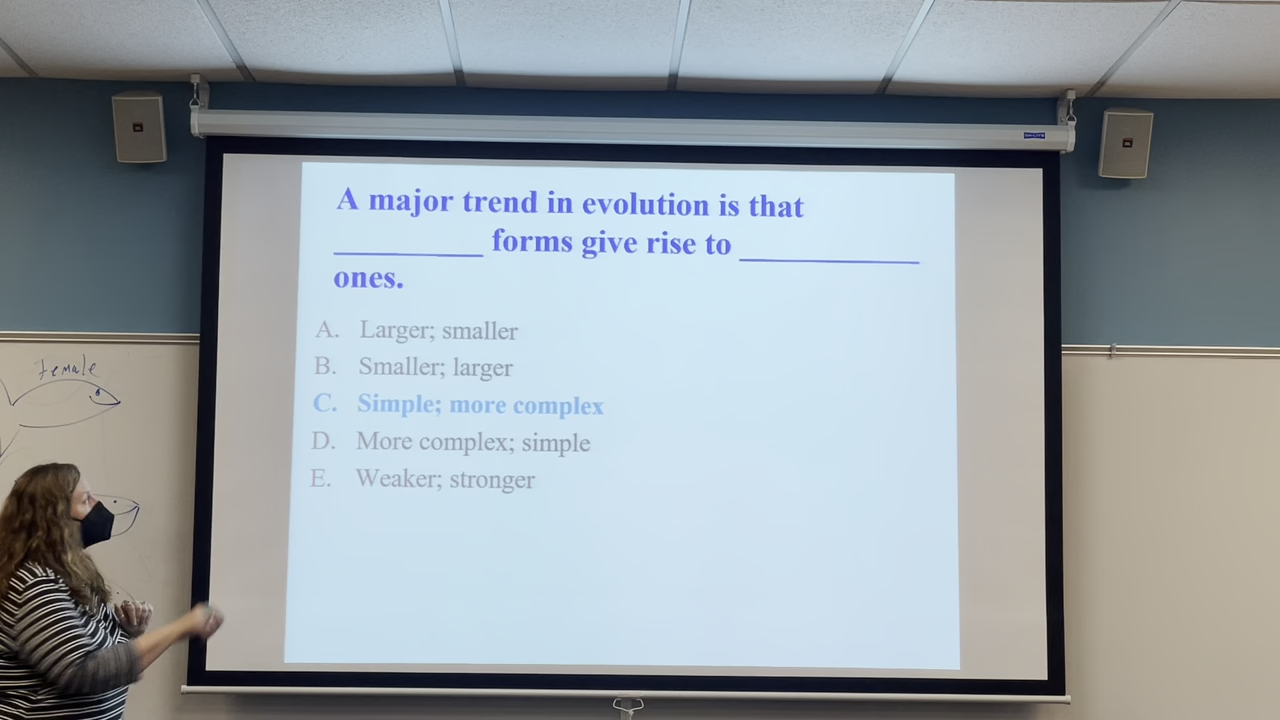 A major trend in evolution is that
__________ forms give rise to ____________
ones.
A. Larger; smaller
B. Smaller; larger
C. Simple; more complex
D. More complex; simple
E. Weaker; stronger
Female